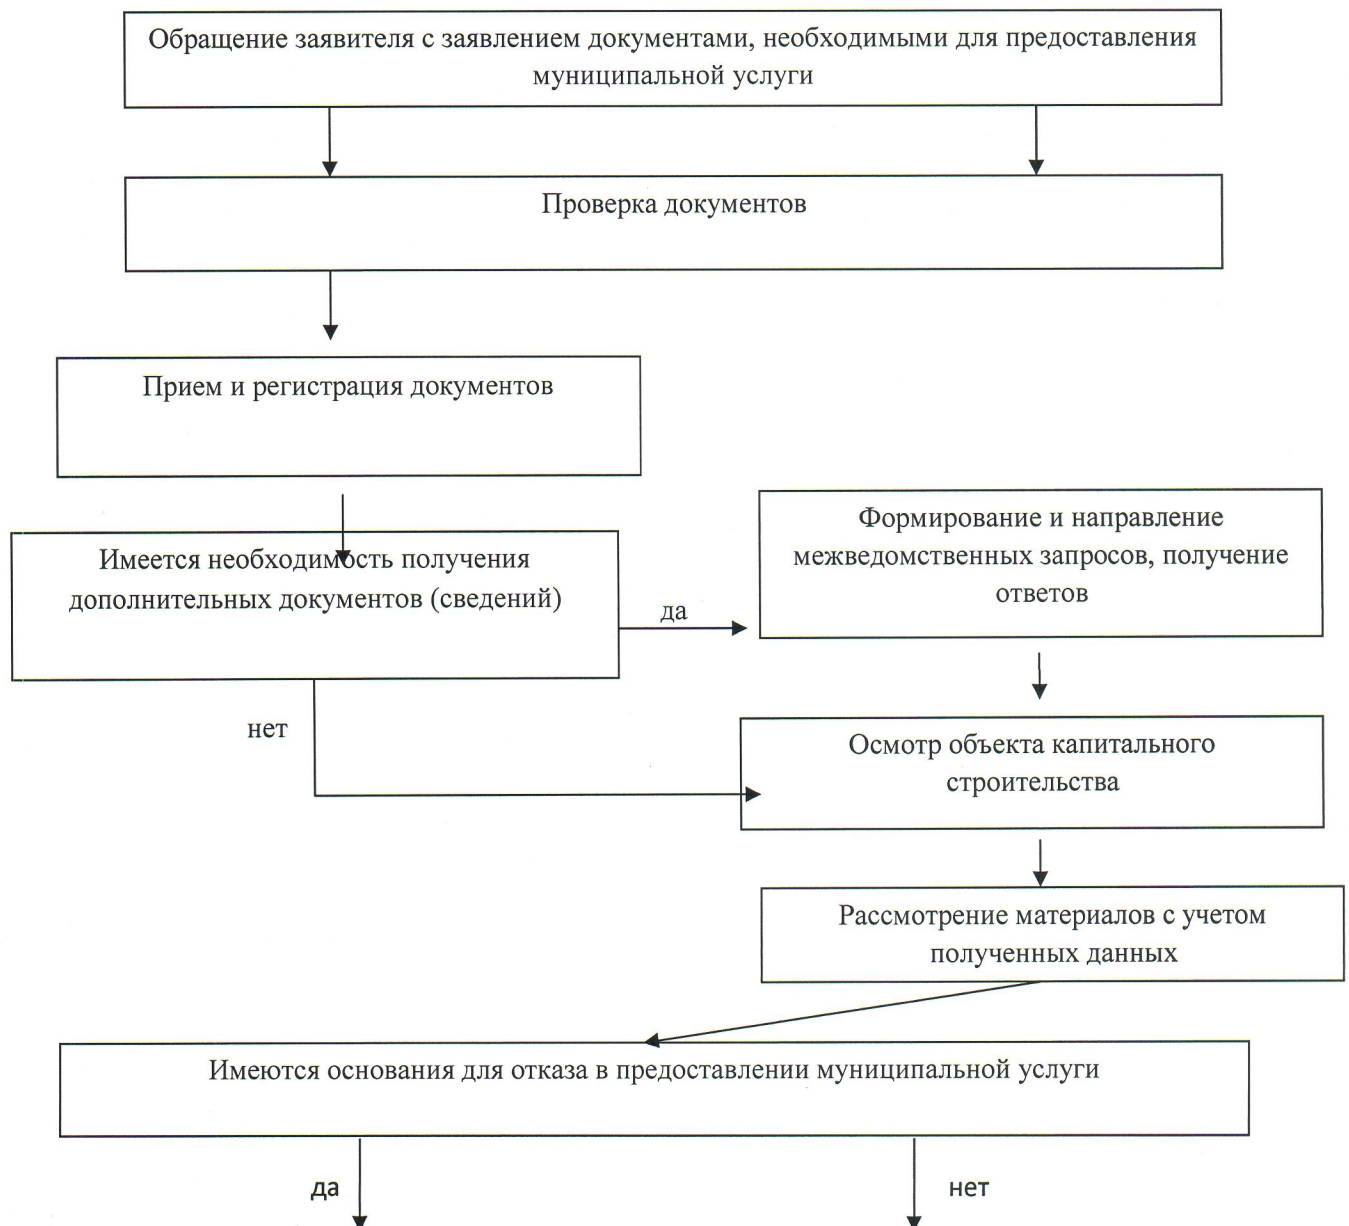 Обращение заявителя с заявлением документами, необходимыми для предоставления
муниципальной услуги
Проверка документов
Прием и регистрация документов
Имеется необходимость получения
дополнительных документов (сведений)
да
Формирование и направление
межведомственных запросов, получение
ответов
нет
Осмотр объекта капитального
строительства
Рассмотрение материалов с учетом
полученных данных
Имеются основания для отказа в предоставлении муниципальной услуги
да
нет